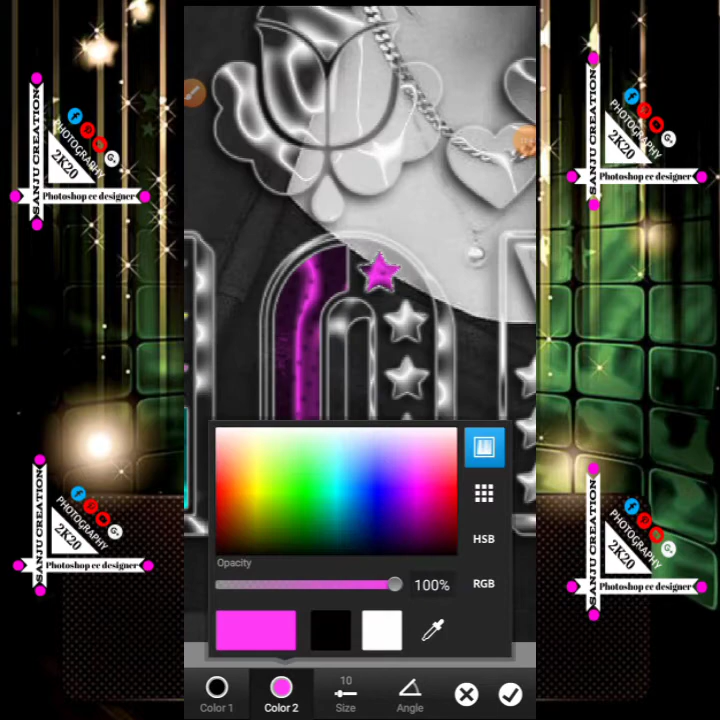 SANJU CREATION
PHOTOGRAPHY
2K20
Photoshop cc designer
SANJU CREATION
PHOTOGRAPHY
2K20
Photoshop cc designer
SANJU CREATION
PHOTOGRAPHY
2K20
Photoshop cc designer
SANJU CREATION
PHOTOGRAPHY
2K20
Photoshop cc designer
HSB
Opacity
100%
RGB
10
Color 1
Color 2
Size
Angle